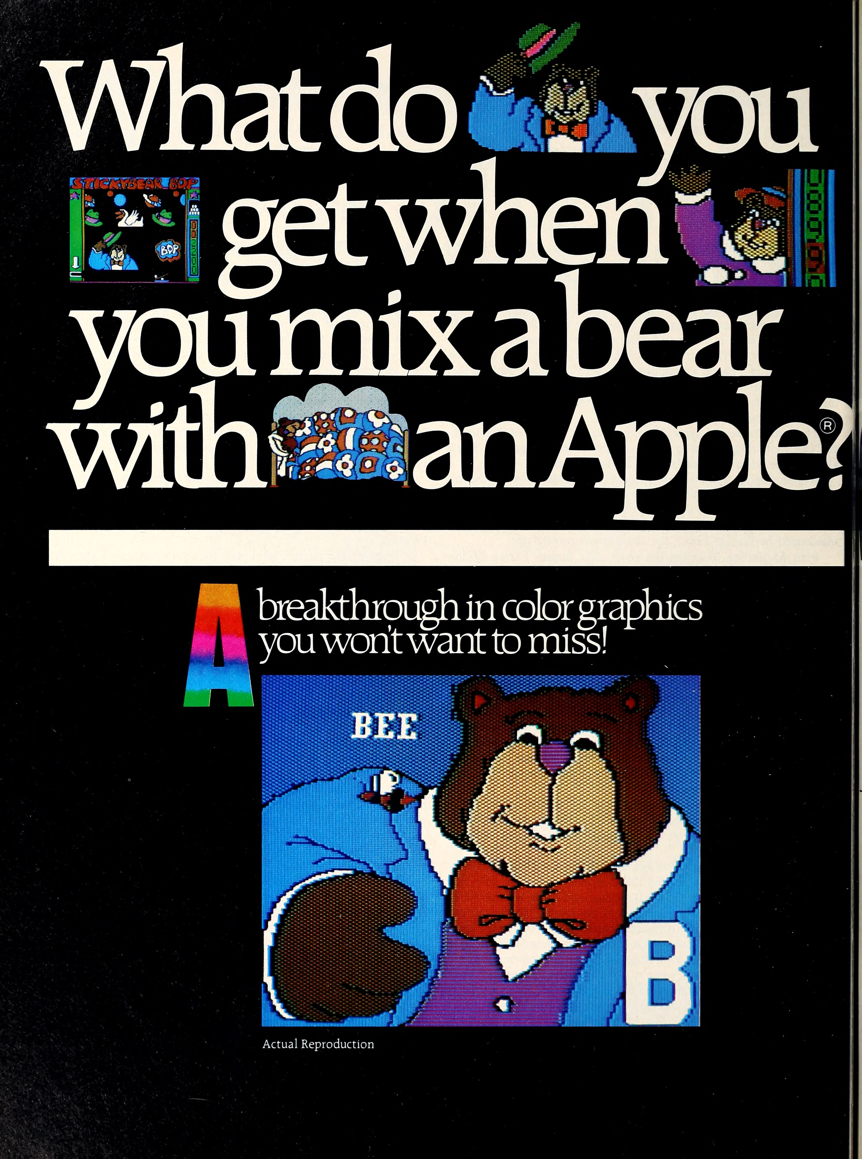 What do you
STICKYBEAR BOP
BOP
get when
you mix a bear
with an Apple?®
A breakthrough in color graphics
you won't want to miss!
BEE
B
Actual Reproduction